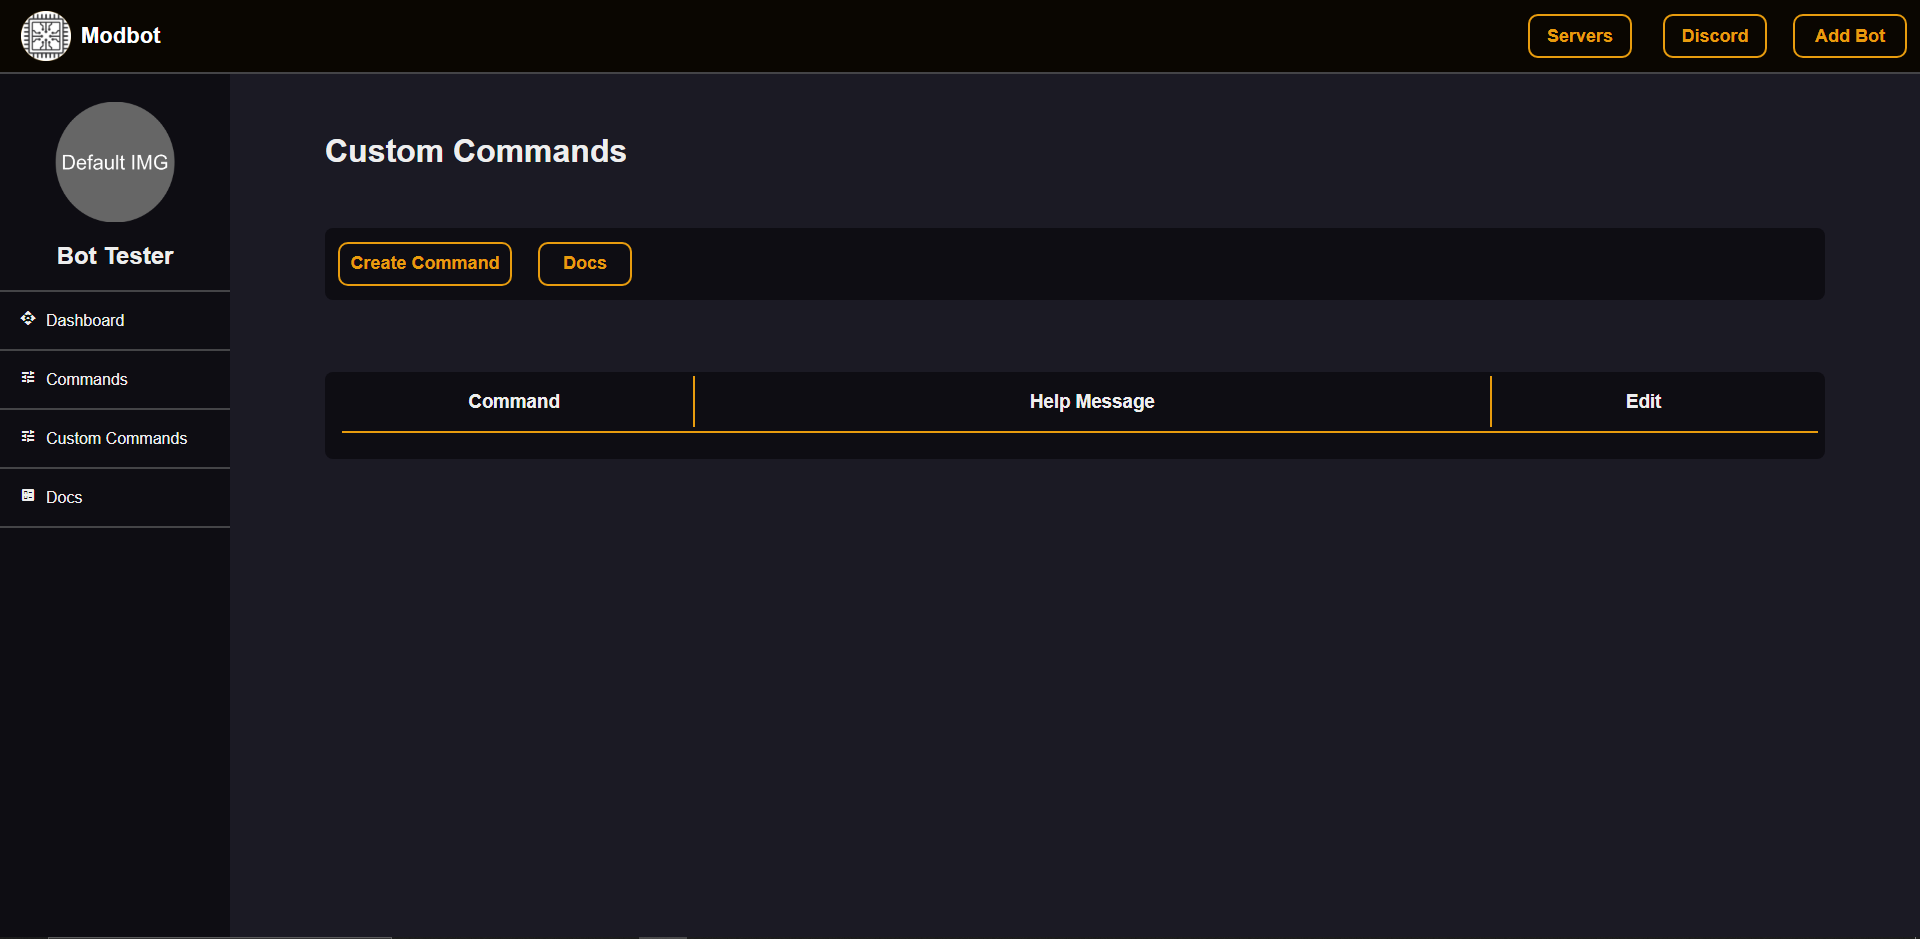 Modbot
Servers
Discord
Add Bot
Default IMG
Bot Tester
Dashboard
Commands
Custom Commands
Docs
Custom Commands
Create Command
Docs
Command
Help Message
Edit